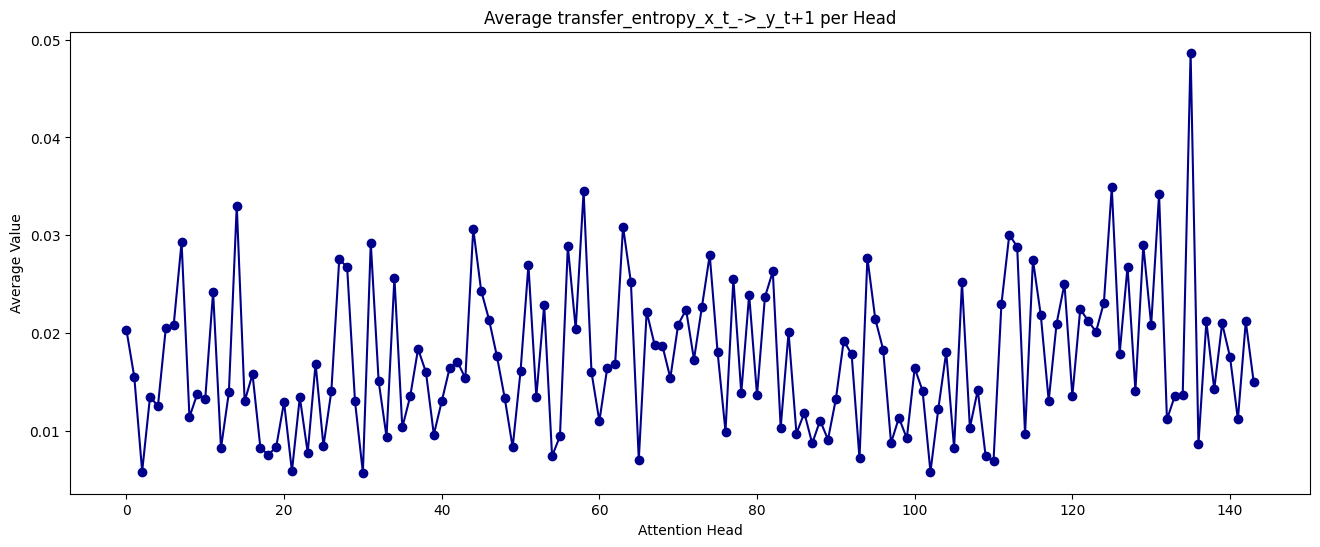 Average transfer_entropy_x_t_->_y_t+1 per Head
Average Value
0.05
0.04
0.03
0.02
0.01
0 20 40 60 80 100 120 140
Attention Head